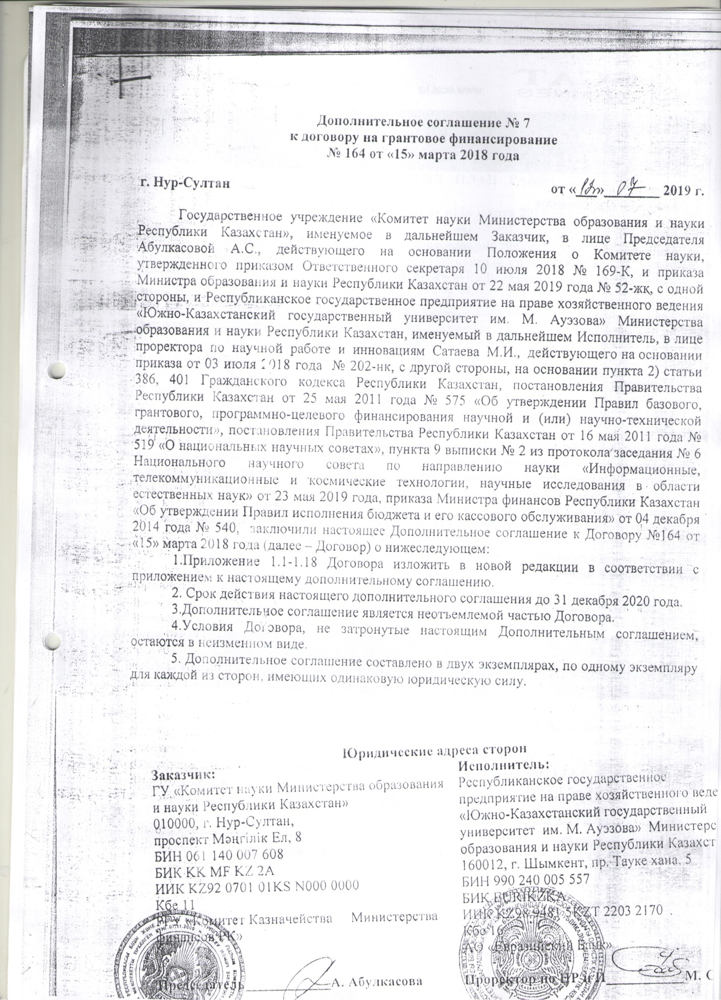 Дополнительное соглашение № 7
к договору на грантовое финансирование
№ 164 от «15» марта 2018 года
г. Нур-Султан
от « » 07 2019 г.
Государственное учреждение «Комитет науки Министерства образования и науки
Республики Казахстан», именуемое в дальнейшем Заказчик, в лице Председателя
Абулкасовой А.С., действующего на основании Положения о Комитете науки,
утвержденного приказом Ответственного секретаря 10 июля 2018 № 169-К, и приказа
Министра образования и науки Республики Казахстан от 22 мая 2019 года № 52-жқ, с одной
стороны, и Республиканское государственное предприятие на праве хозяйственного ведения
«Южно-Казахстанский государственный университет им. М. Ауэзова» Министерства
образования и науки Республики Казахстан, именуемый в дальнейшем Исполнитель, в лице
проректора по научной работе и инновациям Сатаева М.И., действующего на основании
приказа от 03 июля 2018 года № 202-нк, с другой стороны, на основании пункта 2) статьи
386, 401 Гражданского кодекса Республики Казахстан, постановления Правительства
Республики Казахстан от 25 мая 2011 года № 575 «Об утверждении Правил базового,
грантового, программно-целевого финансирования научной и (или) научно-технической
деятельности», постановления Правительства Республики Казахстан от 16 мая 2011 года №
519 «О национальных научных советах», пункта 9 выписки № 2 из протокола заседания № 6
Национального научного совета по направлению науки «Информационные,
телекоммуникационные и космические технологии, научные исследования в области
естественных наук» от 23 мая 2019 года, приказа Министра финансов Республики Казахстан
«Об утверждении Правил исполнения бюджета и его кассового обслуживания» от 04 декабря
2014 года № 540, заключили настоящее Дополнительное соглашение к Договору №164 от
«15» марта 2018 года (далее – Договор) о нижеследующем:
1.Приложение 1.1-1.18 Договора изложить в новой редакции в соответствии с
приложением к настоящему дополнительному соглашению.
2. Срок действия настоящего дополнительного соглашения до 31 декабря 2020 года.
3.Дополнительное соглашение является неотъемлемой частью Договора.
4.Условия Договора, не затронутые настоящим Дополнительным соглашением,
остаются в неизменном виде.
5. Дополнительное соглашение составлено в двух экземплярах, по одному экземпляру
для каждой из сторон, имеющих одинаковую юридическую силу.
Юридические адреса сторон
Заказчик:
ГУ «Комитет науки Министерства образования
и науки Республики Казахстан»
010000, г. Нур-Султан,
проспект Мәңгілік Ел, 8
БИН 061 140 007 608
БИК KK MF KZ 2A
ИИК KZ92 0701 01KS N000 0000
Кбе 11
РГУ «Комитет Казначейства Министерства
финансов РК»
Председатель А. Абулкасова
Исполнитель:
Республиканское государственное
предприятие на праве хозяйственного веде
«Южно-Казахстанский государственный
университет им. М. Ауэзова» Министерс
образования и науки Республики Казахст
160012, г. Шымкент, пр. Тауке хана, 5
БИН 990 240 005 557
БИК EURIKZKA
ИИК KZ98 9481 5KZT 2203 2170
Кбе 16
АО «Евразийский Банк»
Проректор по НР и И М. С